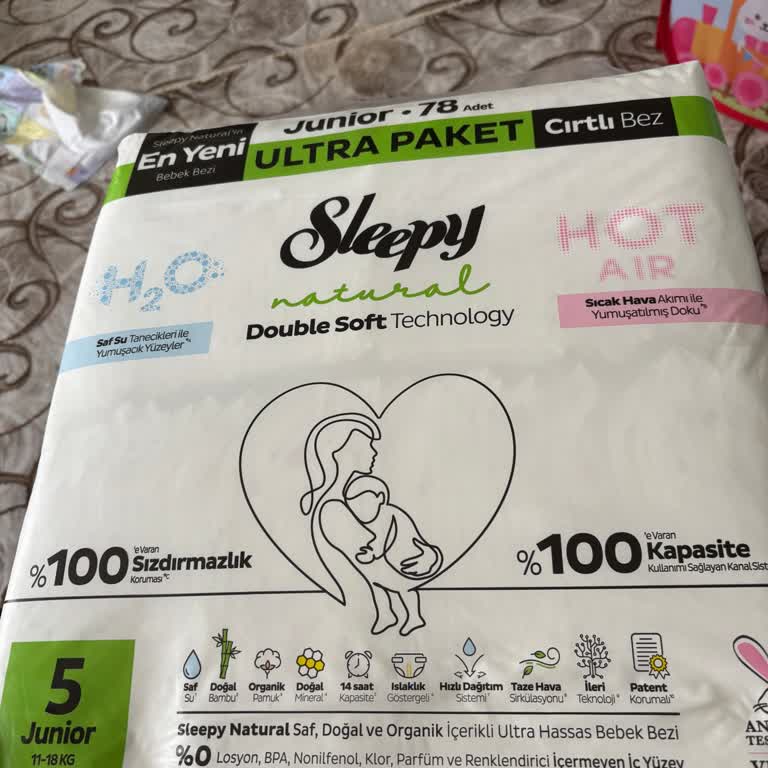 Junior • 78 Adet
Sleepy Natural'in
En Yeni
Bebek Bezi
ULTRA PAKET
Cırtlı Bez
Sleepy
natural
Double Soft Technology
H₂O
Saf Su Tanecikleri ile
Yumuşacık Yüzeyler
HOT
AIR
Sıcak Hava Akımı ile
Yumuşatılmış Doku
%100 'e Varan
Sızdırmazlık
Koruması
%100 'e Varan
Kapasite
Kullanımı Sağlayan Kanal Sist
5
Junior
11-18 KG
Saf
Su
Doğal
Bambu
Organik
Pamuk
Doğal
Mineral
14 saat
Kapasite
Islaklık
Göstergeli
Hızlı Dağıtım
Sistemi
Taze Hava
Sirkülasyonu
İleri
Teknoloji
Patent
Korumalı
Sleepy Natural Saf, Doğal ve Organik İçerikli Ultra Hassas Bebek Bezi
%0 Losyon, BPA, Nonilfenol, Klor, Parfüm ve Renklendirici İçermeyen İç Yüzey
AN
TES